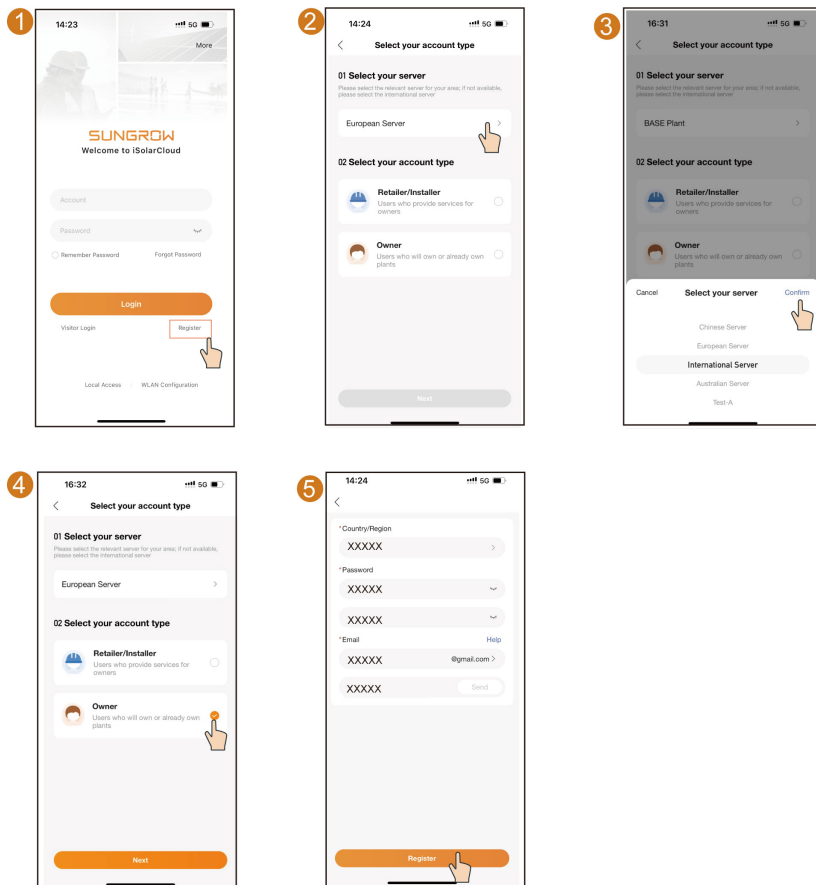 1
14:23
5G
More
SUNGROW
Welcome to iSolarCloud
Account
Password
Remember Password Forgot Password
Login
Visitor Login Register
Local Access WLAN Configuration
2
14:24
5G
Select your account type
01 Select your server
Please select the relevant server for your area; if not available,
please select the international server
European Server
02 Select your account type
Retailer/Installer
Users who provide services for
owners
Owner
Users who will own or already own
plants
Next
3
16:31
5G
Select your account type
01 Select your server
Please select the relevant server for your area; if not available,
please select the international server
BASE Plant
02 Select your account type
Retailer/Installer
Users who provide services for
owners
Owner
Users who will own or already own
plants
Cancel Select your server Confirm
Chinese Server
European Server
International Server
Australian Server
Test-A
4
16:32
5G
Select your account type
01 Select your server
Please select the relevant server for your area; if not available,
please select the international server
European Server
02 Select your account type
Retailer/Installer
Users who provide services for
owners
Owner
Users who will own or already own
plants
Next
5
14:24
5G
*Country/Region
XXXXX
*Password
XXXXX
XXXXX
*Email Help
XXXXX @gmail.com
XXXXX Send
Register